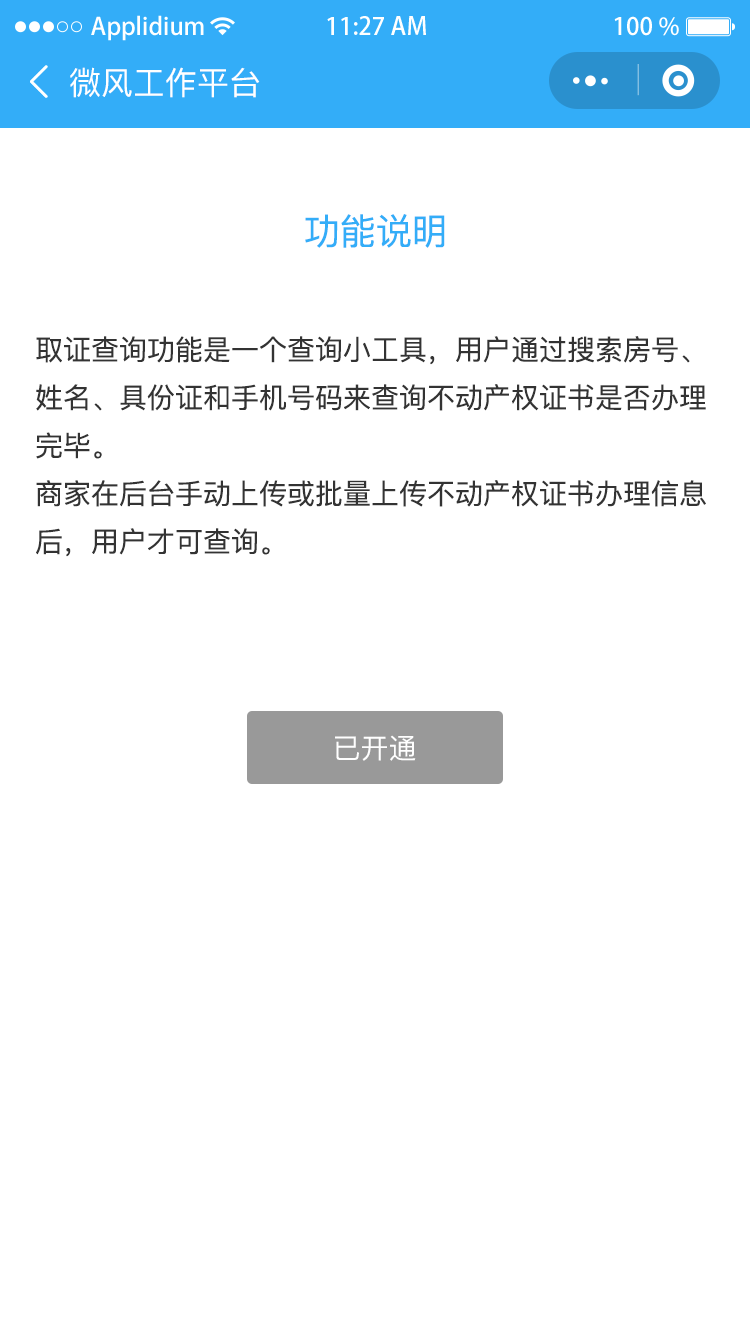 Applidium 11:27 AM 100 %
微风工作平台
功能说明
取证查询功能是一个查询小工具，用户通过搜索房号、
姓名、具份证和手机号码来查询不动产权证书是否办理
完毕。
商家在后台手动上传或批量上传不动产权证书办理信息
后，用户才可查询。
已开通